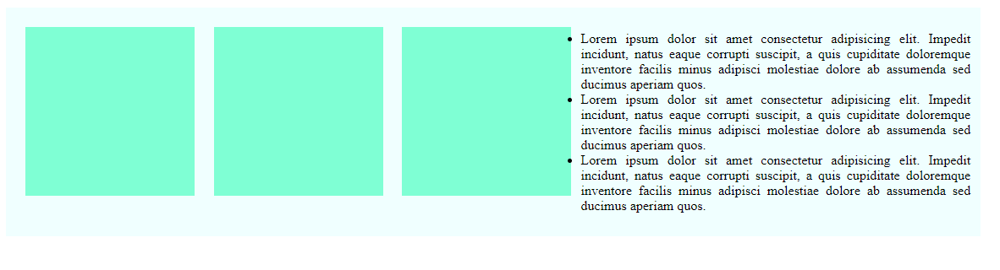 Lorem ipsum dolor sit amet consectetur adipisicing elit. Impedit
incidunt, natus eaque corrupti suscipit, a quis cupiditate doloremque
inventore facilis minus adipisci molestiae dolore ab assumenda sed
ducimus aperiam quos.
Lorem ipsum dolor sit amet consectetur adipisicing elit. Impedit
incidunt, natus eaque corrupti suscipit, a quis cupiditate doloremque
inventore facilis minus adipisci molestiae dolore ab assumenda sed
ducimus aperiam quos.
Lorem ipsum dolor sit amet consectetur adipisicing elit. Impedit
incidunt, natus eaque corrupti suscipit, a quis cupiditate doloremque
inventore facilis minus adipisci molestiae dolore ab assumenda sed
ducimus aperiam quos.